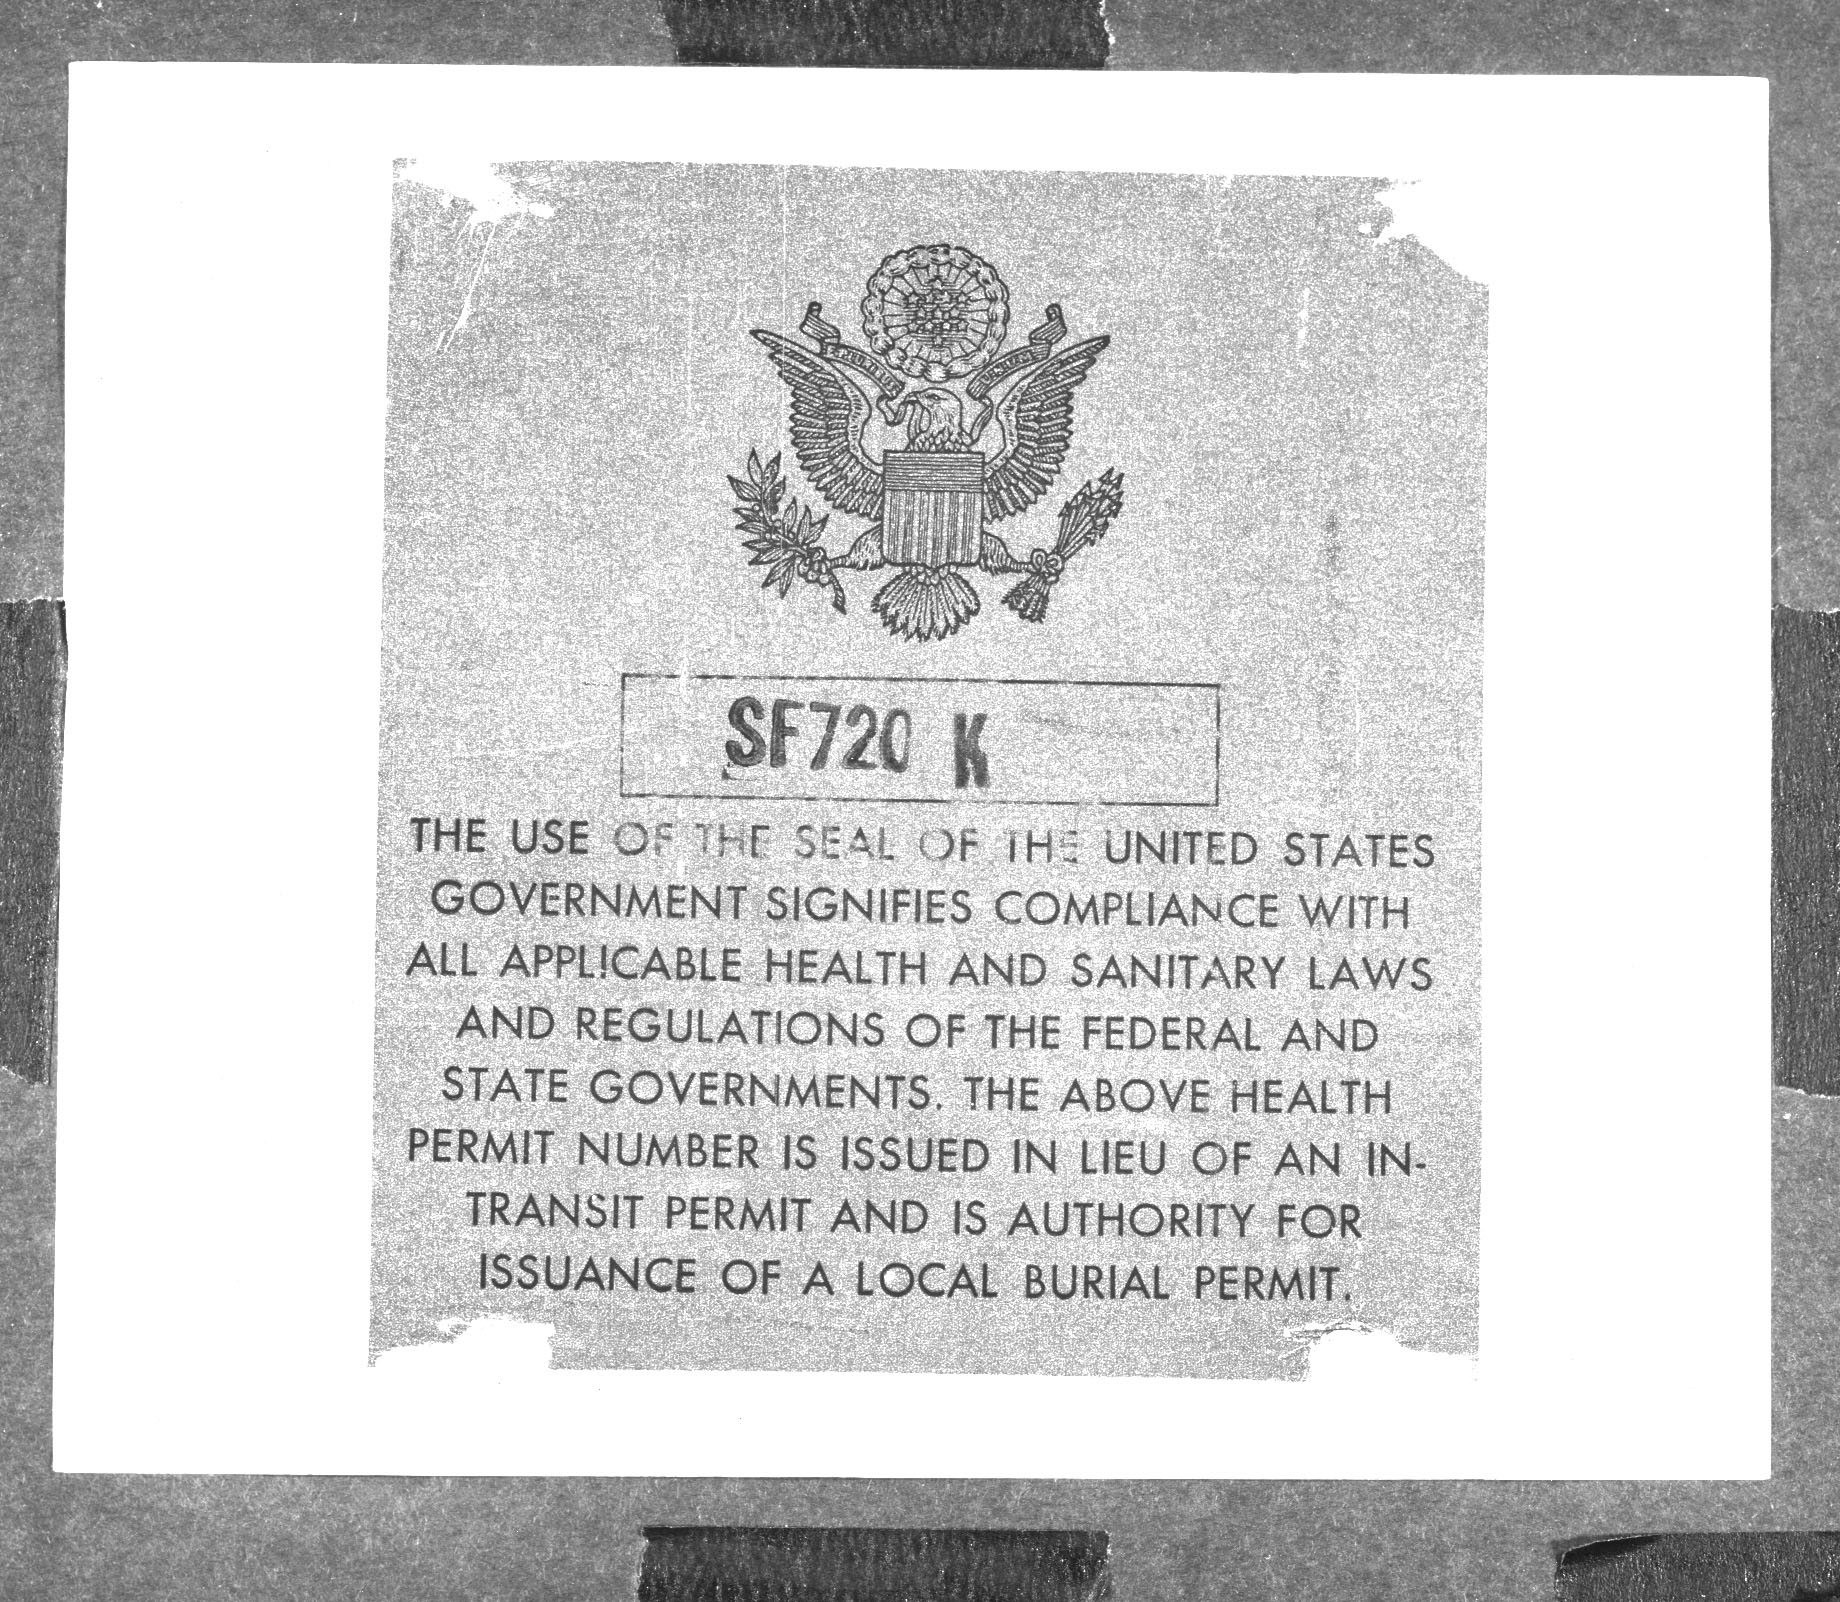 SF720 K
THE USE OF THE SEAL OF THE UNITED STATES
GOVERNMENT SIGNIFIES COMPLIANCE WITH
ALL APPLICABLE HEALTH AND SANITARY LAWS
AND REGULATIONS OF THE FEDERAL AND
STATE GOVERNMENTS. THE ABOVE HEALTH
PERMIT NUMBER IS ISSUED IN LIEU OF AN IN-
TRANSIT PERMIT AND IS AUTHORITY FOR
ISSUANCE OF A LOCAL BURIAL PERMIT.